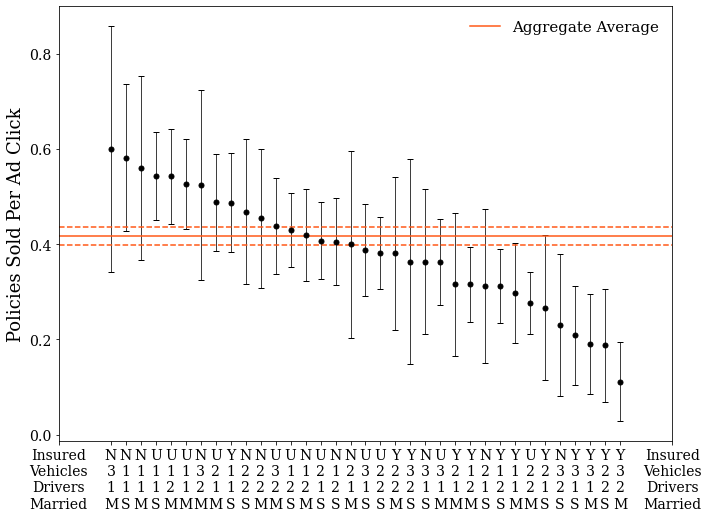 Policies Sold Per Ad Click
Aggregate Average
0.8
0.6
0.4
0.2
0.0
Insured N N N U U U N U Y N N U U N U N N U U Y Y N U Y Y N Y Y U Y N Y Y Y Y Insured
Vehicles 3 1 1 1 1 1 3 2 1 2 2 3 1 1 2 1 2 3 2 2 3 3 3 2 1 2 1 1 2 2 3 3 3 2 3 Vehicles
Drivers 1 1 1 1 2 1 2 1 1 2 2 2 2 2 1 2 1 1 2 2 2 1 1 1 2 1 2 1 2 1 2 1 1 2 2 Drivers
Married M S M S M M M M S S M M S M S S M S S M S S M M M S S M M S S S M S M Married